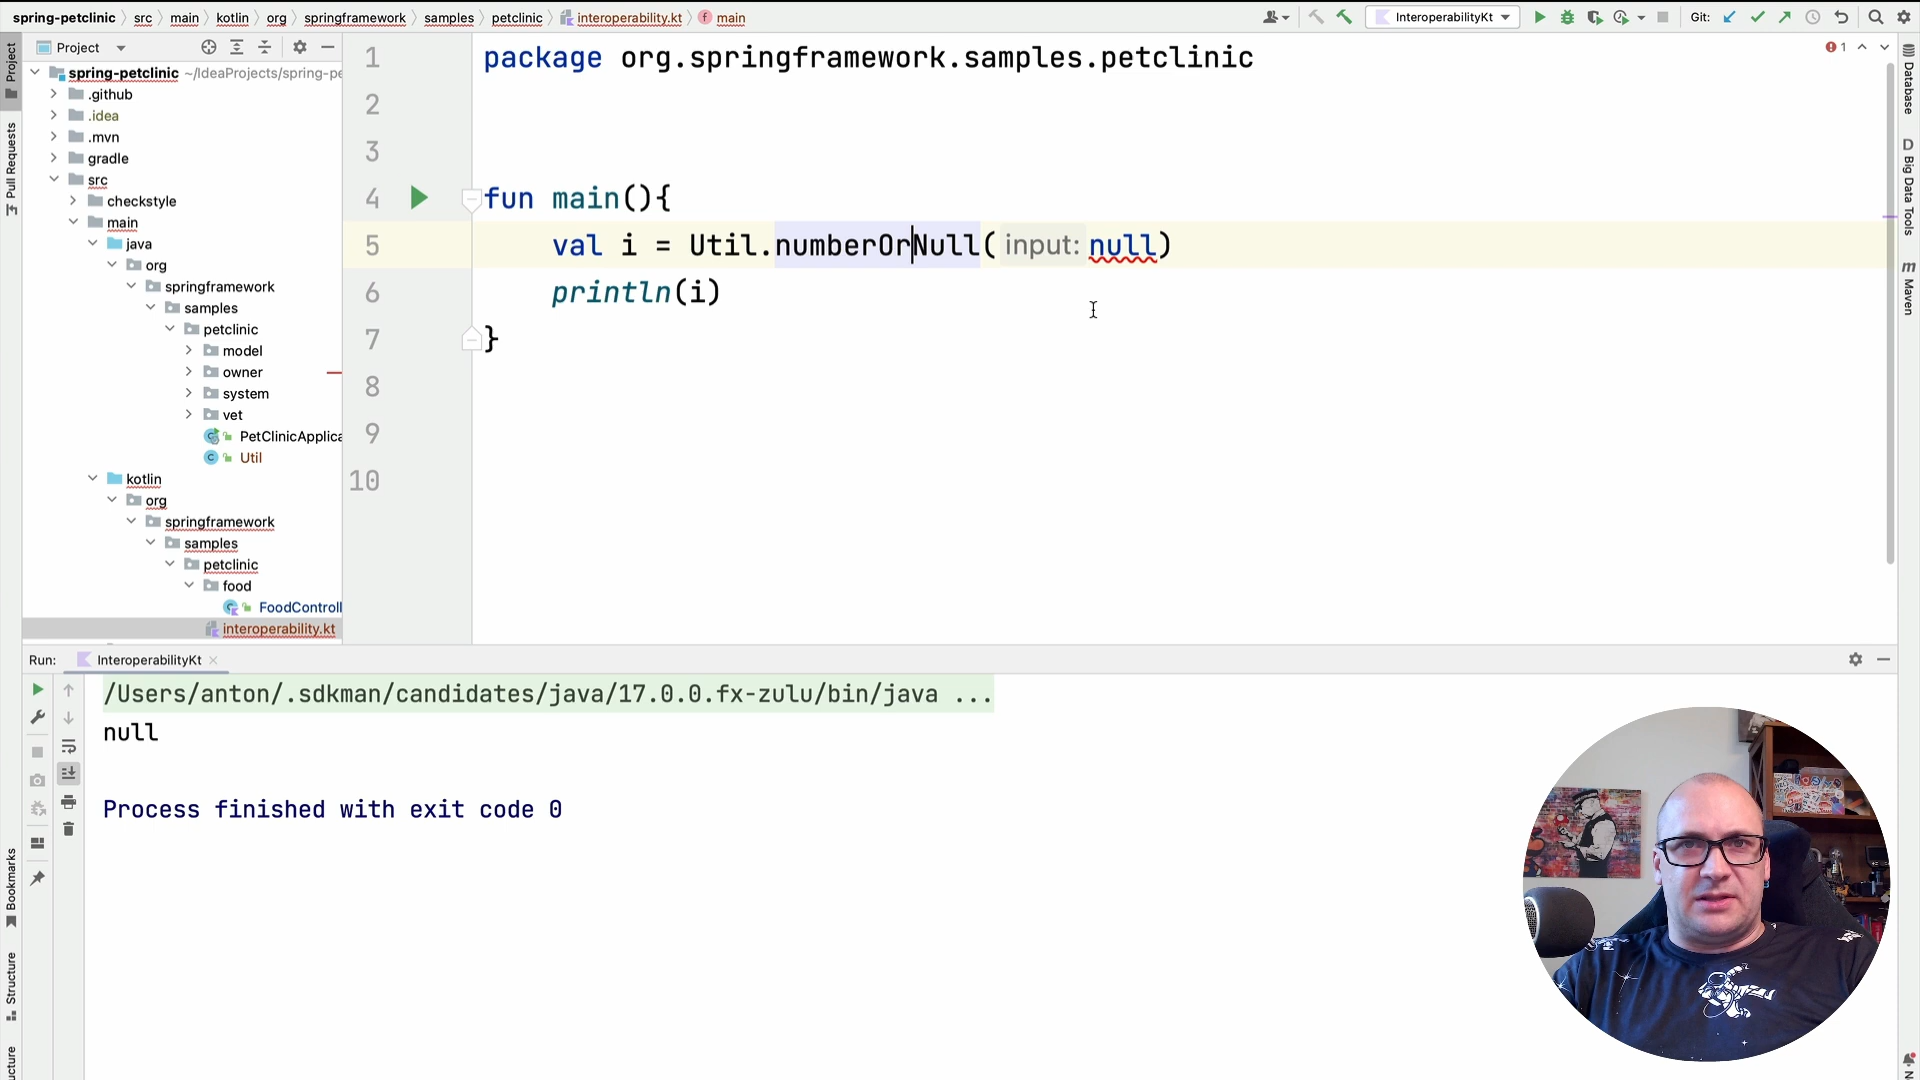 spring-petclinic src main kotlin org springframework samples petclinic interoperability.kt main InteroperabilityKt Git:
Project
Pull Requests
Bookmarks
Structure
Project
spring-petclinic ~/IdeaProjects/spring-pe
.github
.idea
.mvn
gradle
src
checkstyle
main
java
org
springframework
samples
petclinic
model
owner
system
vet
PetClinicApplica
Util
kotlin
org
springframework
samples
petclinic
food
FoodControll
interoperability.kt
1 package org.springframework.samples.petclinic
2
3
4 fun main(){
5 val i = Util.numberOrNull( input: null)
6 println(i)
7 }
8
9
10
1
Database
D Big Data Tools
m Maven
Run: InteroperabilityKt
/Users/anton/.sdkman/candidates/java/17.0.0.fx-zulu/bin/java ...
null
Process finished with exit code 0